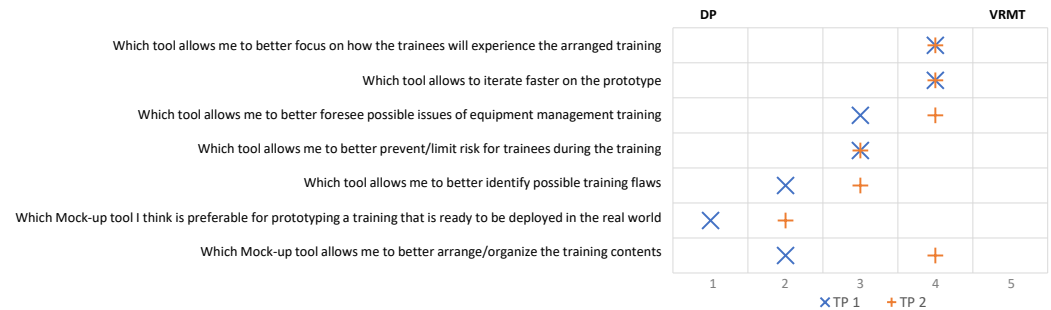 DP VRMT
Which tool allows me to better focus on how the trainees will experience the arranged training
Which tool allows to iterate faster on the prototype
Which tool allows me to better foresee possible issues of equipment management training
Which tool allows me to better prevent/limit risk for trainees during the training
Which tool allows me to better identify possible training flaws
Which Mock-up tool I think is preferable for prototyping a training that is ready to be deployed in the real world
Which Mock-up tool allows me to better arrange/organize the training contents
1 2 3 4 5
TP 1 TP 2